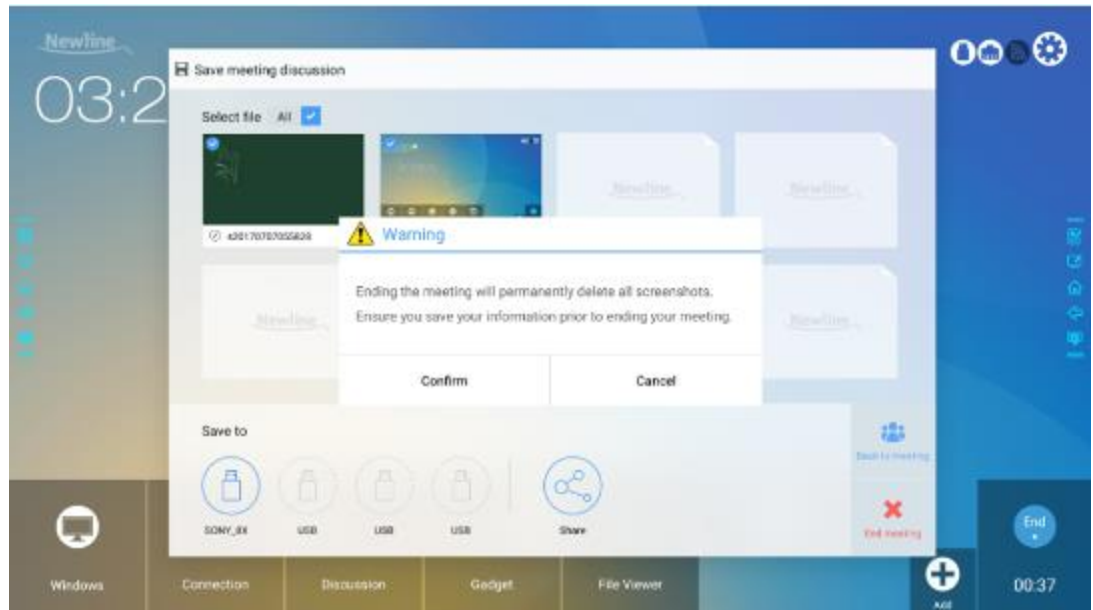 Newline
03:2
Save meeting discussion
Select file All
Newline Newline
Warning
Ending the meeting will permanently delete all screenshots.
Ensure you save your information prior to ending your meeting.
Newline Newline
Confirm Cancel
Save to
Back to meeting
SONY_8X USB USB USB Share
End meeting
End
Windows Connection Discussion Gadget File Viewer Add 00:37